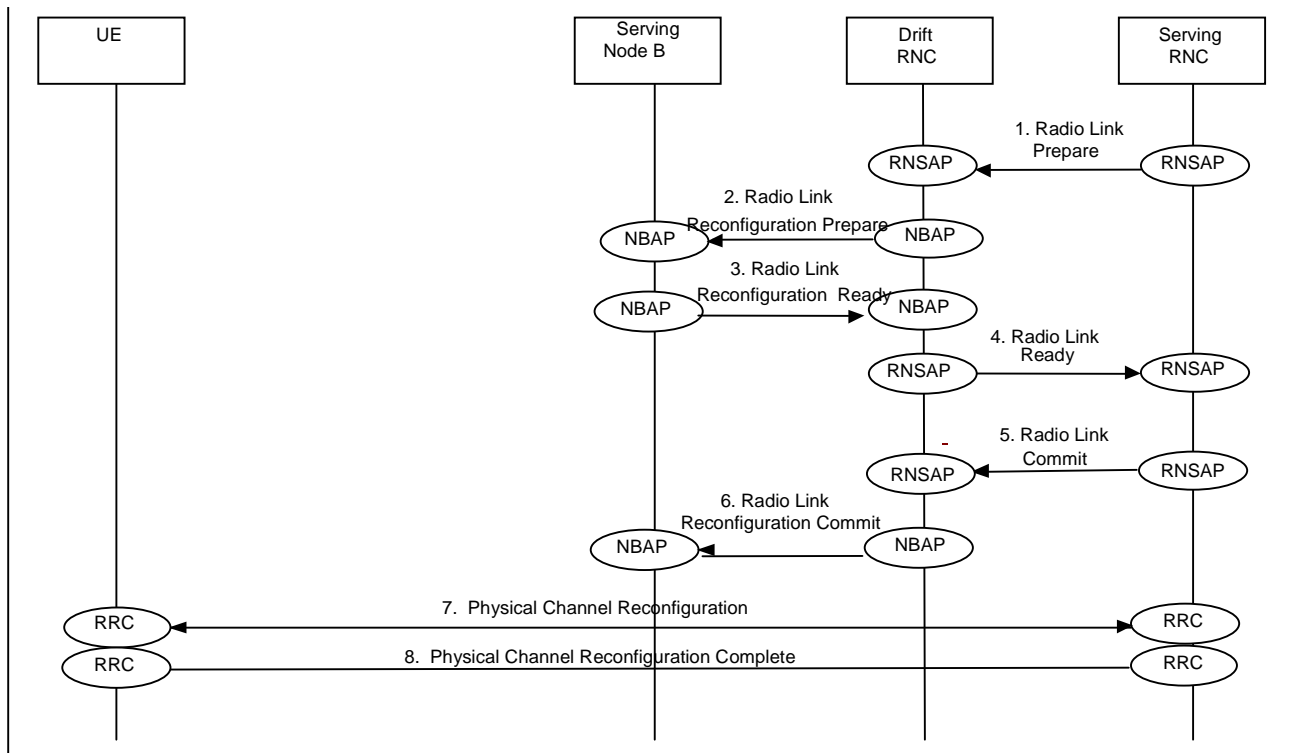 UE
Serving
Node B
Drift
RNC
Serving
RNC
1. Radio Link
Prepare
RNSAP
RNSAP
2. Radio Link
Reconfiguration Prepare
NBAP
NBAP
3. Radio Link
Reconfiguration  Ready
NBAP
NBAP
4. Radio Link
Ready
RNSAP
RNSAP
5. Radio Link
Commit
RNSAP
RNSAP
6. Radio Link
Reconfiguration Commit
NBAP
NBAP
7.  Physical Channel Reconfiguration
RRC
RRC
8.  Physical Channel Reconfiguration Complete
RRC
RRC